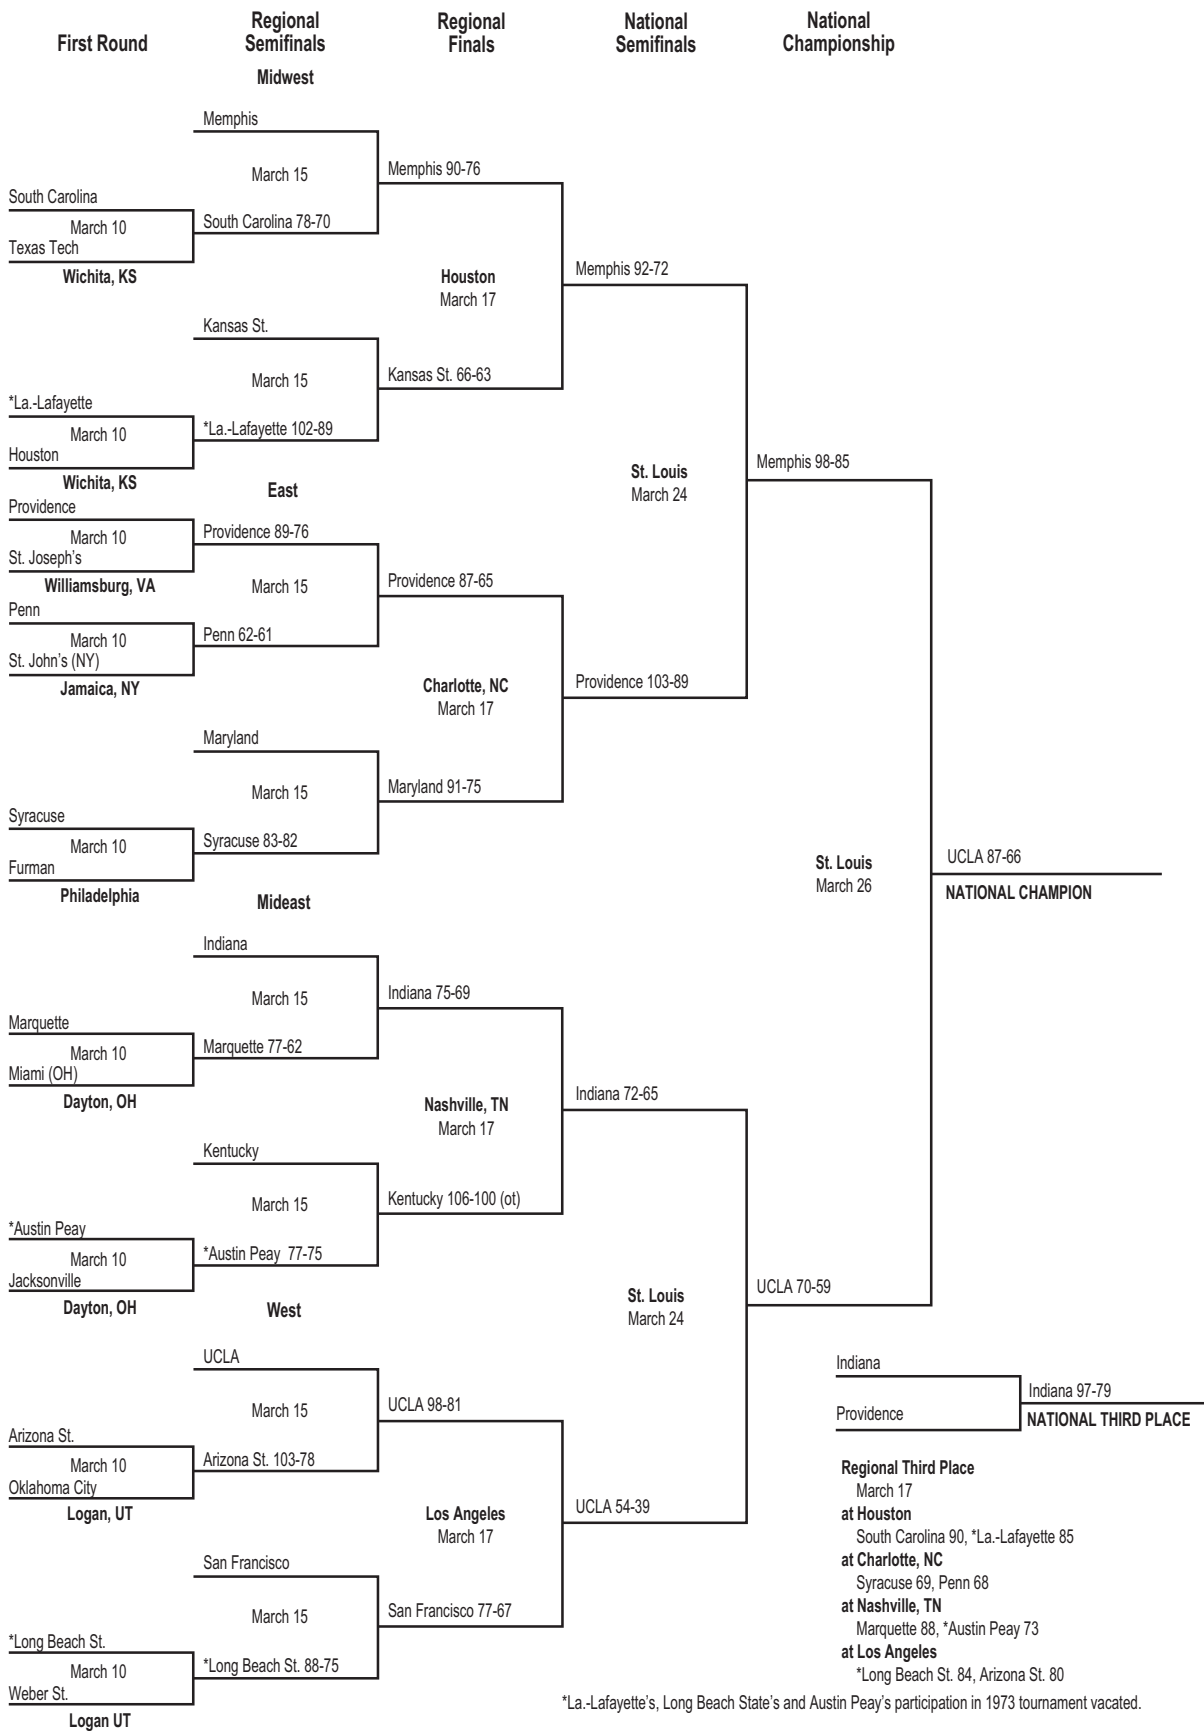 First Round
Regional
Semifinals
Regional
Finals
National
Semifinals
National
Championship
Midwest
Memphis
March 15
Memphis 90-76
South Carolina
March 10
South Carolina 78-70
Texas Tech
Wichita, KS
Houston
March 17
Memphis 92-72
Kansas St.
March 15
Kansas St. 66-63
*La.-Lafayette
March 10
*La.-Lafayette 102-89
Houston
Wichita, KS
St. Louis
March 24
Memphis 98-85
East
Providence
March 10
Providence 89-76
St. Joseph's
Williamsburg, VA
March 15
Providence 87-65
Penn
March 10
Penn 62-61
St. John's (NY)
Jamaica, NY
Charlotte, NC
March 17
Providence 103-89
Maryland
March 15
Maryland 91-75
Syracuse
March 10
Syracuse 83-82
Furman
Philadelphia
St. Louis
March 26
UCLA 87-66
NATIONAL CHAMPION
Mideast
Indiana
March 15
Indiana 75-69
Marquette
March 10
Marquette 77-62
Miami (OH)
Dayton, OH
Nashville, TN
March 17
Indiana 72-65
Kentucky
March 15
Kentucky 106-100 (ot)
*Austin Peay
March 10
*Austin Peay 77-75
Jacksonville
Dayton, OH
St. Louis
March 24
UCLA 70-59
West
UCLA
March 15
UCLA 98-81
Arizona St.
March 10
Arizona St. 103-78
Oklahoma City
Logan, UT
Los Angeles
March 17
UCLA 54-39
San Francisco
March 15
San Francisco 77-67
*Long Beach St.
March 10
*Long Beach St. 88-75
Weber St.
Logan UT
Indiana
Indiana 97-79
Providence
NATIONAL THIRD PLACE
Regional Third Place
March 17
at Houston
South Carolina 90, *La.-Lafayette 85
at Charlotte, NC
Syracuse 69, Penn 68
at Nashville, TN
Marquette 88, *Austin Peay 73
at Los Angeles
*Long Beach St. 84, Arizona St. 80
*La.-Lafayette's, Long Beach State's and Austin Peay's participation in 1973 tournament vacated.